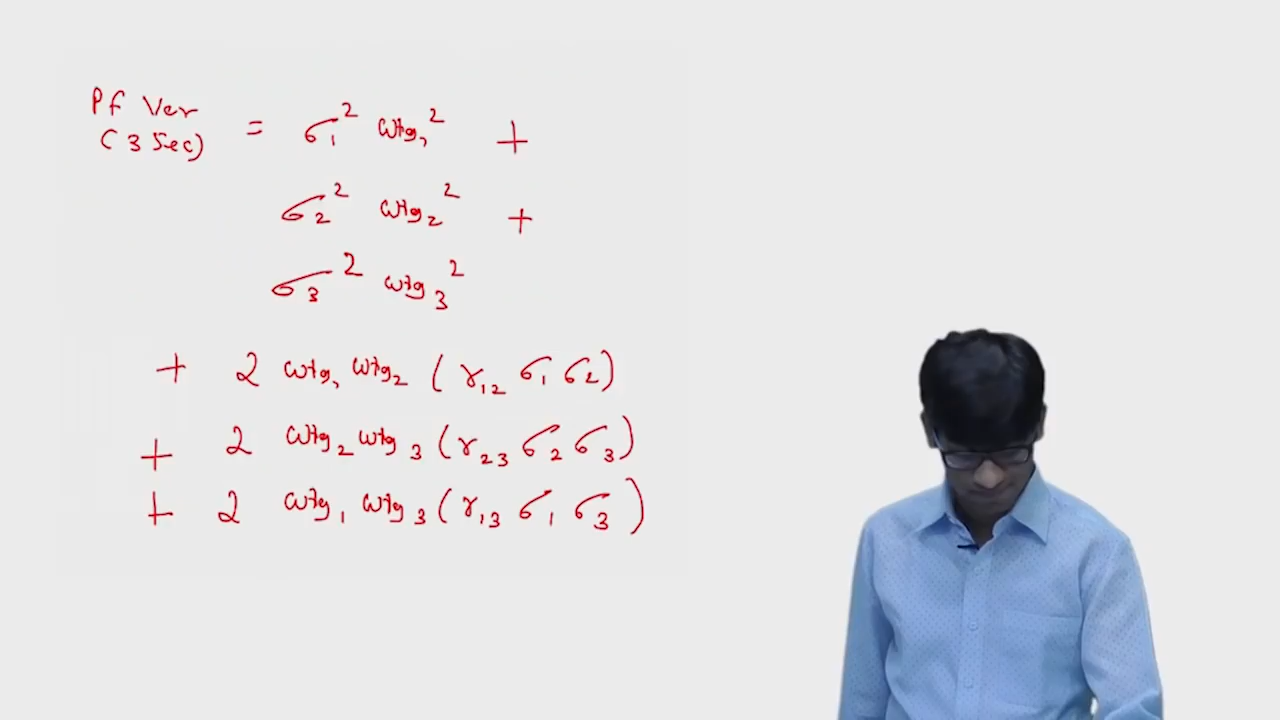 Pf Var
(3 Sec) = σ₁² wtg₁² +
σ₂² wtg₂² +
σ₃² wtg₃²
+ 2 wtg₁ wtg₂ (r₁₂ σ₁ σ₂)
+ 2 wtg₂ wtg₃ (r₂₃ σ₂ σ₃)
+ 2 wtg₁ wtg₃ (r₁₃ σ₁ σ₃)